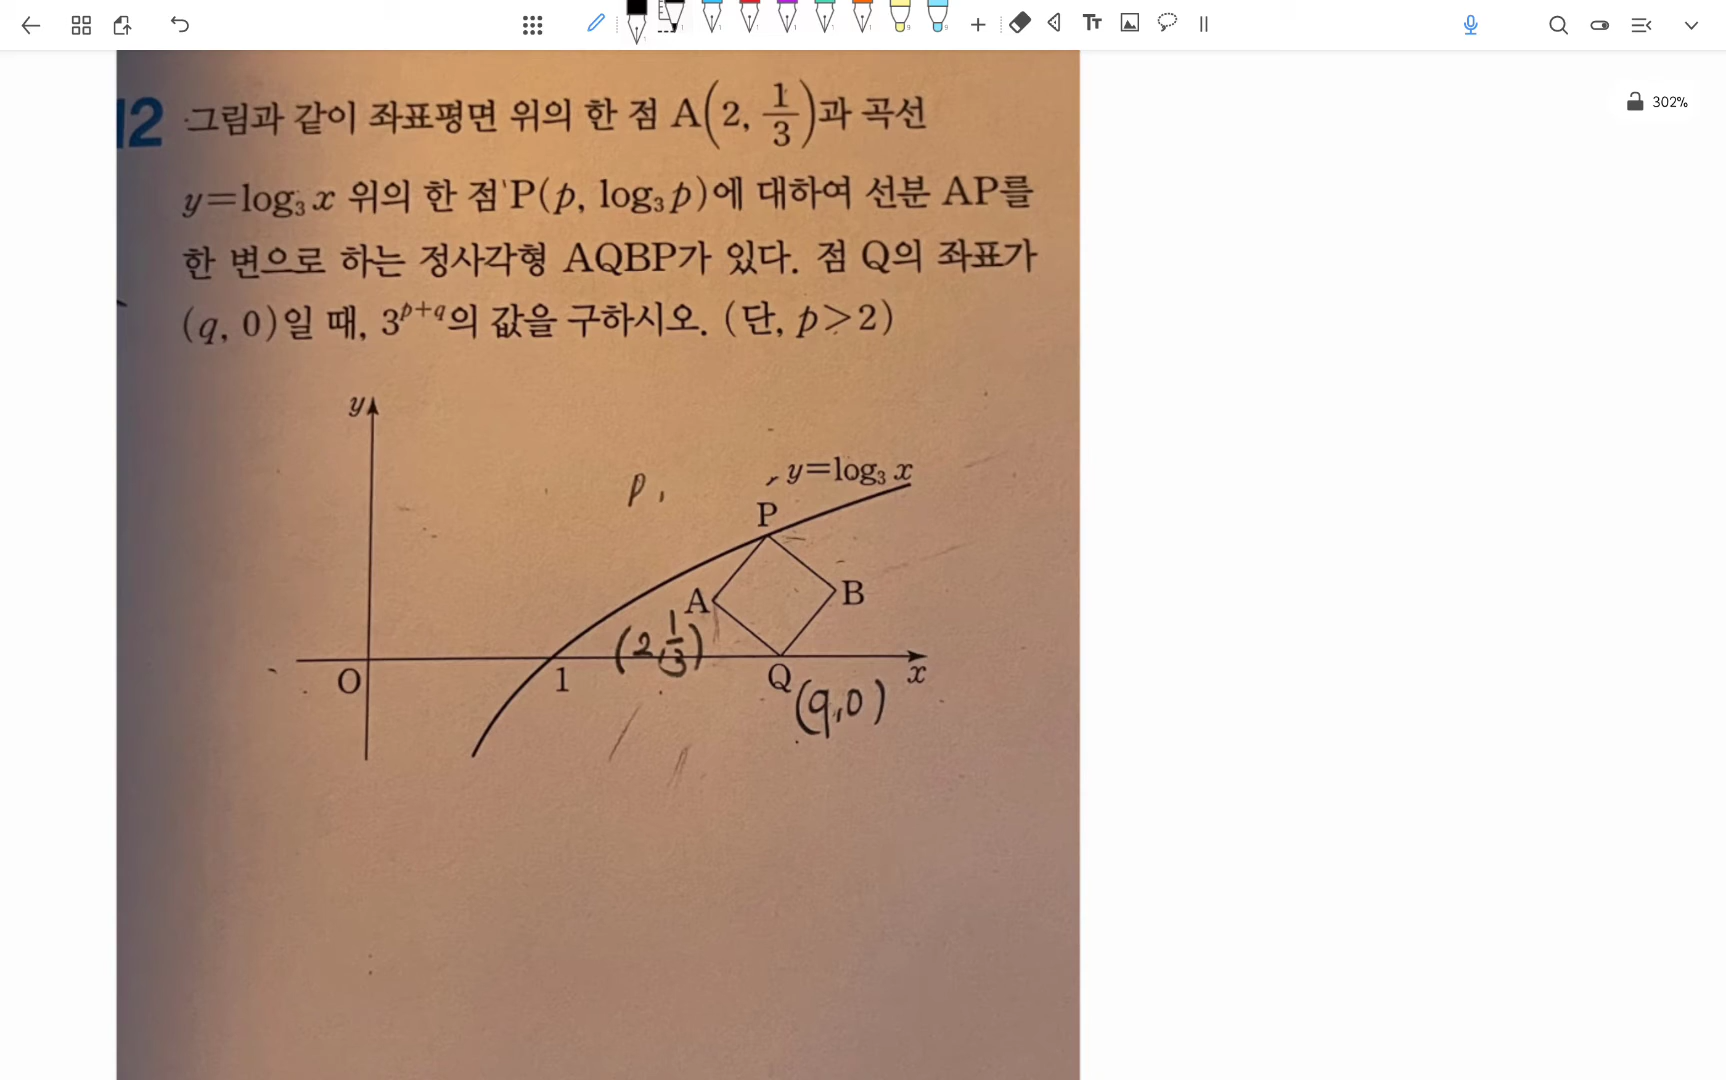 302%
12 그림과 같이 좌표평면 위의 한 점 A(2, 1/3)과 곡선
y=log₃x 위의 한 점 P(p, log₃p)에 대하여 선분 AP를
한 변으로 하는 정사각형 AQBP가 있다. 점 Q의 좌표가
(q, 0)일 때, 3^{p+q}의 값을 구하시오. (단, p>2)
y
y=log₃x
p,
P
A
B
(2, 1/3)
O
1
Q
x
(q,0)